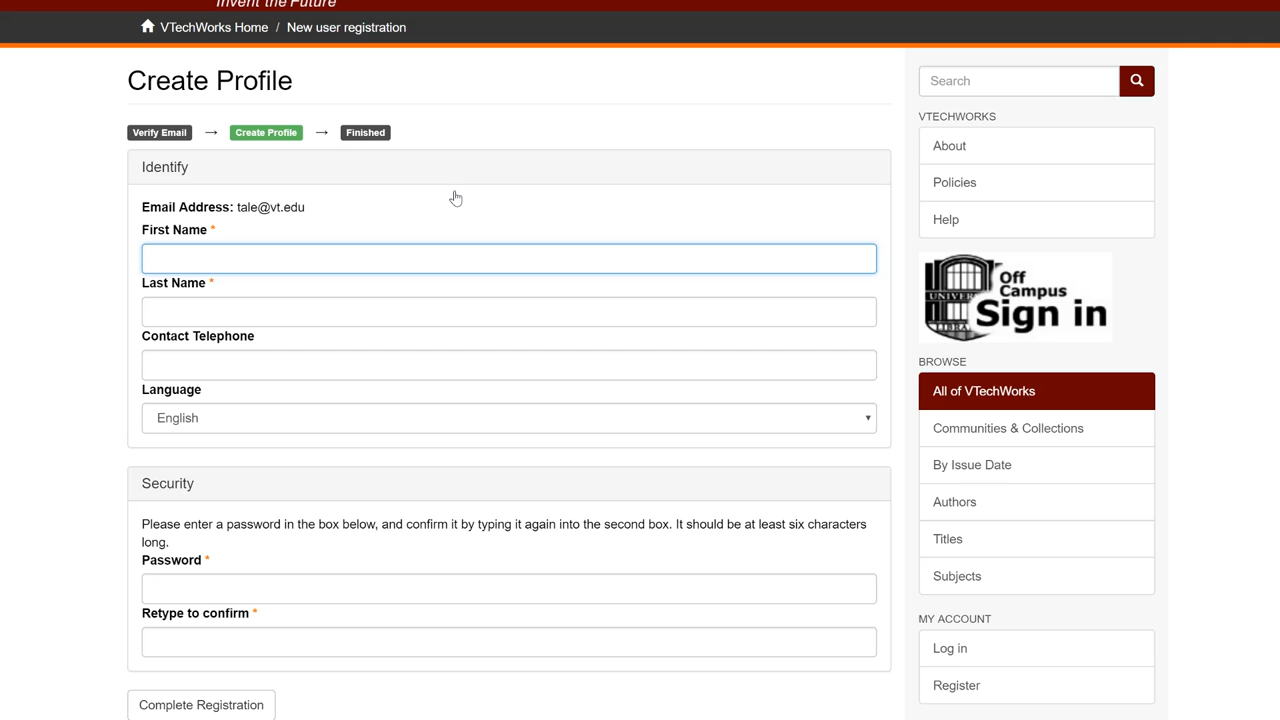 Invent the Future
VTechWorks Home / New user registration
Create Profile
Verify Email → Create Profile → Finished
Identify
Email Address: tale@vt.edu
First Name *
Last Name *
Contact Telephone
Language
English
Security
Please enter a password in the box below, and confirm it by typing it again into the second box. It should be at least six characters
long.
Password *
Retype to confirm *
Complete Registration
Search
VTECHWORKS
About
Policies
Help
Off
Campus
Sign in
BROWSE
All of VTechWorks
Communities & Collections
By Issue Date
Authors
Titles
Subjects
MY ACCOUNT
Log in
Register